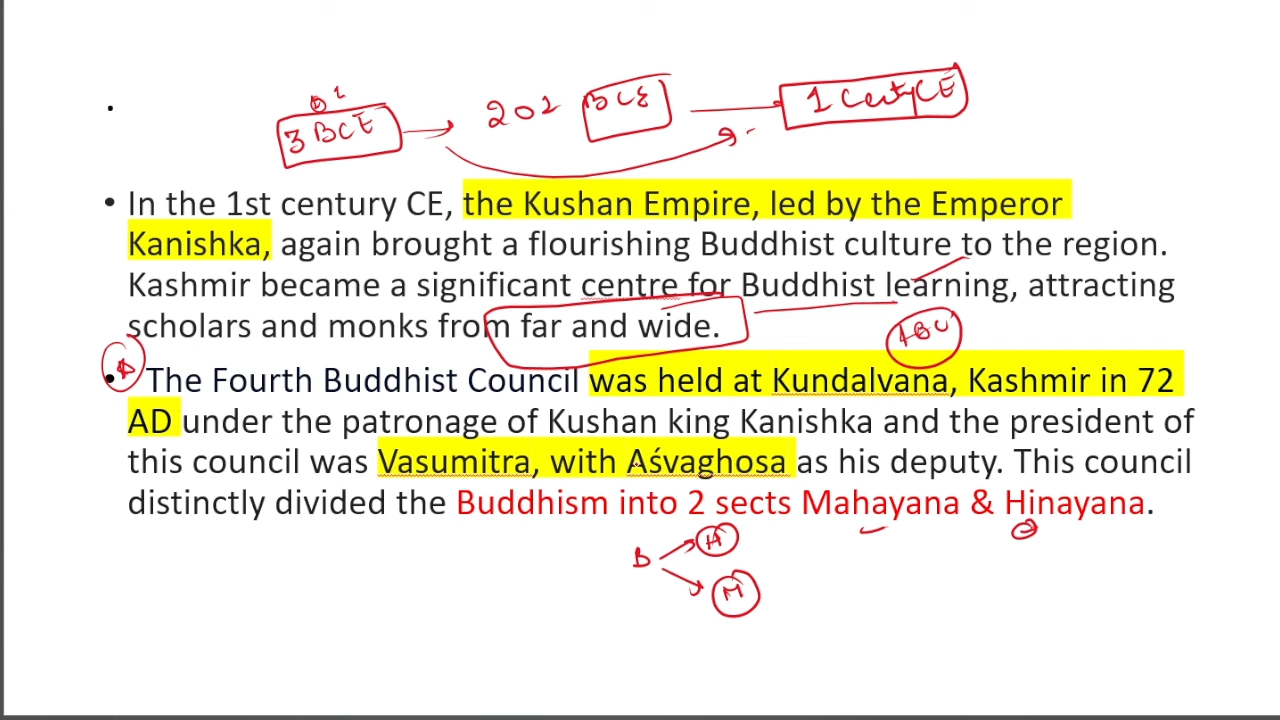 3 BCE 202 BCE 1 Century CE
• In the 1st century CE, the Kushan Empire, led by the Emperor
Kanishka, again brought a flourishing Buddhist culture to the region.
Kashmir became a significant centre for Buddhist learning, attracting
scholars and monks from far and wide.
• The Fourth Buddhist Council was held at Kundalvana, Kashmir in 72
AD under the patronage of Kushan king Kanishka and the president of
this council was Vasumitra, with Aśvaghosa as his deputy. This council
distinctly divided the Buddhism into 2 sects Mahayana & Hinayana.
B H
M